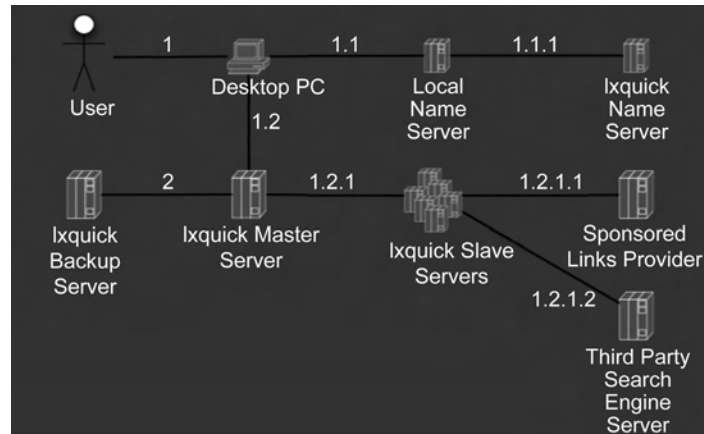 1
1.1
1.1.1
User
Desktop PC
Local
Name
Server
Ixquick
Name
Server
1.2
2
1.2.1
1.2.1.1
Ixquick
Backup
Server
Ixquick Master
Server
Ixquick Slave
Servers
Sponsored
Links Provider
1.2.1.2
Third Party
Search
Engine
Server